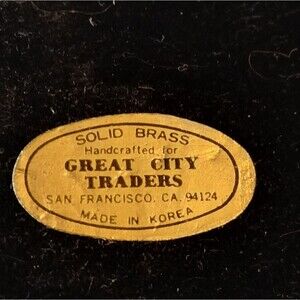 SOLID BRASS
Handcrafted for
GREAT CITY
TRADERS
SAN FRANCISCO, CA. 94124
MADE IN KOREA